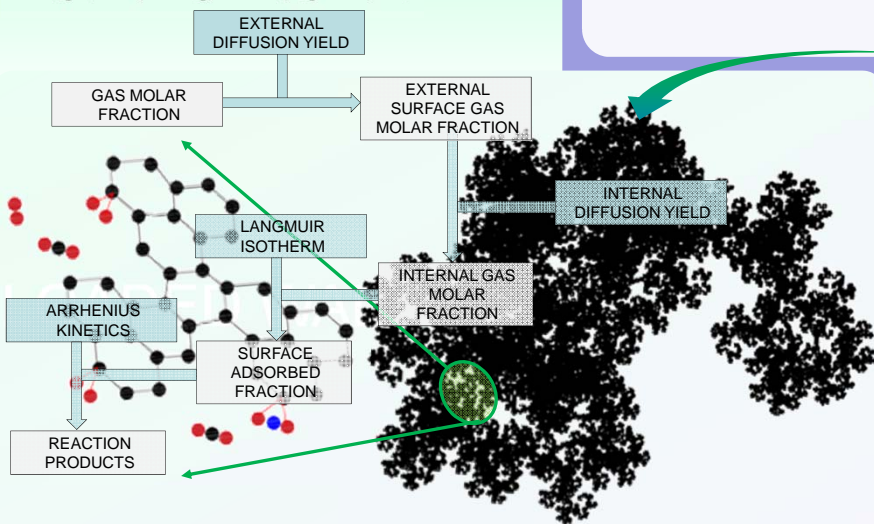 EXTERNAL
DIFFUSION YIELD
GAS MOLAR
FRACTION
EXTERNAL
SURFACE GAS
MOLAR FRACTION
INTERNAL
DIFFUSION YIELD
LANGMUIR
ISOTHERM
INTERNAL GAS
MOLAR
FRACTION
ARRHENIUS
KINETICS
SURFACE
ADSORBED
FRACTION
REACTION
PRODUCTS